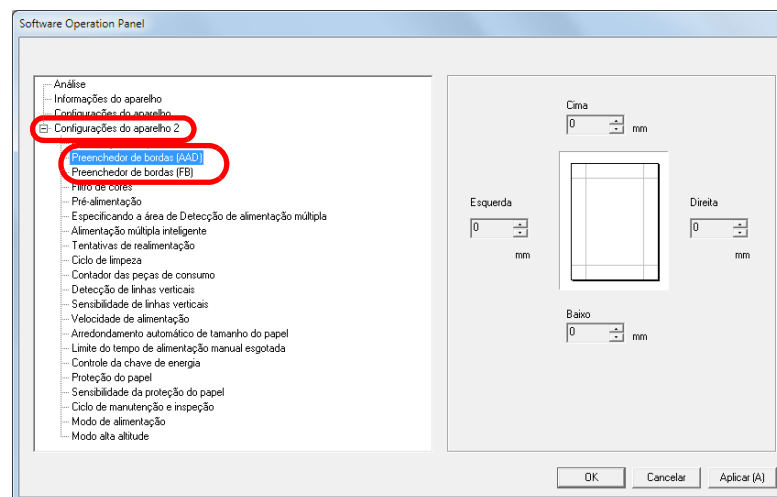 Software Operation Panel
Análise
Informações do aparelho
Configurações do aparelho
Configurações do aparelho 2
Preenchedor de bordas (AAD)
Preenchedor de bordas (FB)
Filtro de cores
Pré-alimentação
Especificando a área de Detecção de alimentação múltipla
Alimentação múltipla inteligente
Tentativas de realimentação
Ciclo de limpeza
Contador das peças de consumo
Detecção de linhas verticais
Sensibilidade de linhas verticais
Velocidade de alimentação
Arredondamento automático de tamanho do papel
Limite do tempo de alimentação manual esgotada
Controle da chave de energia
Proteção do papel
Sensibilidade da proteção do papel
Ciclo de manutenção e inspeção
Modo de alimentação
Modo alta altitude
Cima
0 mm
Esquerda
0
mm
Direita
0
mm
Baixo
0 mm
OK Cancelar Aplicar (A)